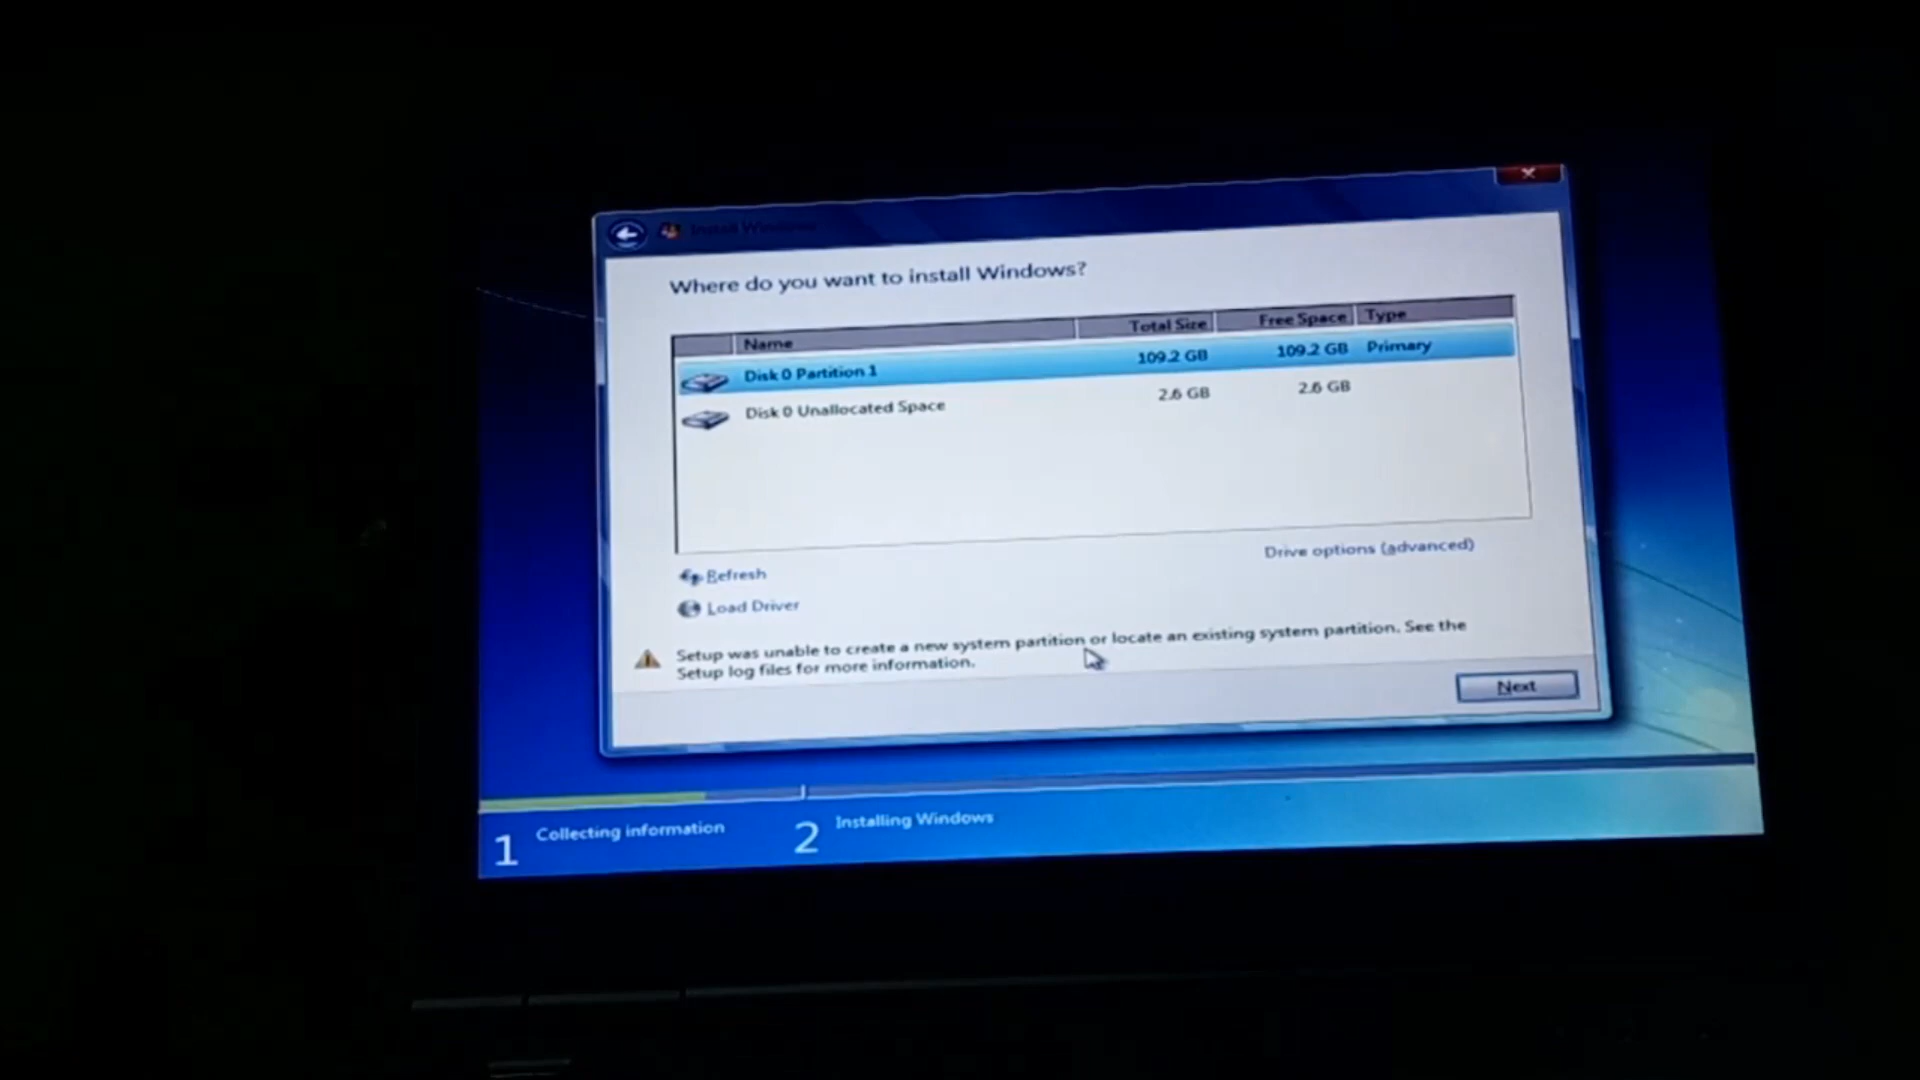 Install Windows
Where do you want to install Windows?
Name Total Size Free Space Type
Disk 0 Partition 1 109.2 GB 109.2 GB Primary
Disk 0 Unallocated Space 2.6 GB 2.6 GB
Drive options (advanced)
Refresh
Load Driver
Setup was unable to create a new system partition or locate an existing system partition. See the
Setup log files for more information.
Next
1 Collecting information 2 Installing Windows